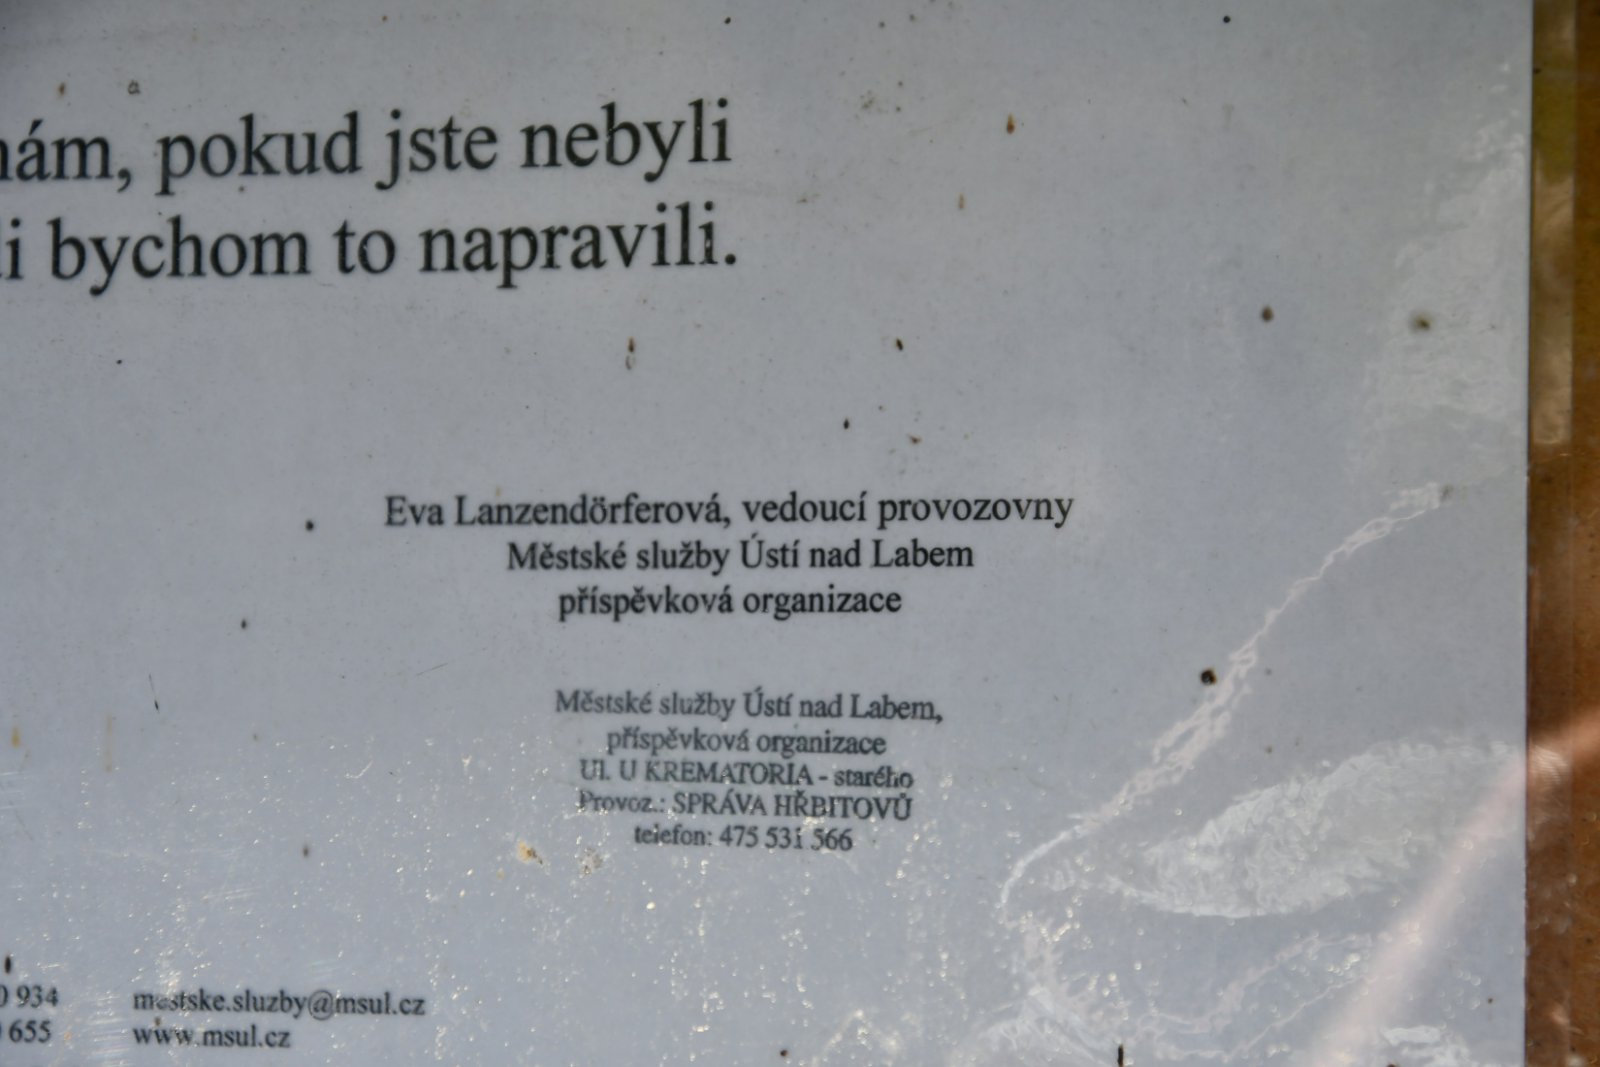 nám, pokud jste nebyli
bychom to napravili.
Eva Lanzendörferová, vedoucí provozovny
Městské služby Ústí nad Labem
příspěvková organizace
Městské služby Ústí nad Labem,
příspěvková organizace
Ul. U KREMATORIA - starého
Provoz.: SPRÁVA HŘBITOVŮ
telefon: 475 531 566
934 mestske.sluzby@msul.cz
655 www.msul.cz